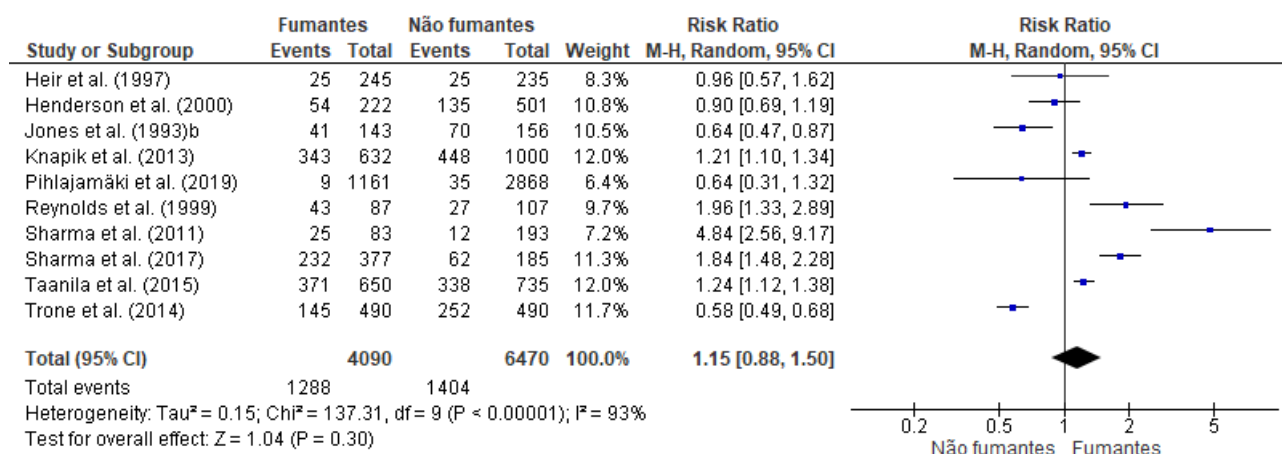 Fumantes Não fumantes Risk Ratio Risk Ratio
Study or Subgroup Events Total Events Total Weight M-H, Random, 95% CI M-H, Random, 95% CI
Heir et al. (1997) 25 245 25 235 8.3% 0.96 [0.57, 1.62]
Henderson et al. (2000) 54 222 135 501 10.8% 0.90 [0.69, 1.19]
Jones et al. (1993)b 41 143 70 156 10.5% 0.64 [0.47, 0.87]
Knapik et al. (2013) 343 632 448 1000 12.0% 1.21 [1.10, 1.34]
Pihlajamäki et al. (2019) 9 1161 35 2868 6.4% 0.64 [0.31, 1.32]
Reynolds et al. (1999) 43 87 27 107 9.7% 1.96 [1.33, 2.89]
Sharma et al. (2011) 25 83 12 193 7.2% 4.84 [2.56, 9.17]
Sharma et al. (2017) 232 377 62 185 11.3% 1.84 [1.48, 2.28]
Taanila et al. (2015) 371 650 338 735 12.0% 1.24 [1.12, 1.38]
Trone et al. (2014) 145 490 252 490 11.7% 0.58 [0.49, 0.68]
Total (95% CI) 4090 6470 100.0% 1.15 [0.88, 1.50]
Total events 1288 1404
Heterogeneity: Tau² = 0.15; Chi² = 137.31, df = 9 (P < 0.00001); I² = 93%
Test for overall effect: Z = 1.04 (P = 0.30)
0.2 0.5 1 2 5
Não fumantes Fumantes